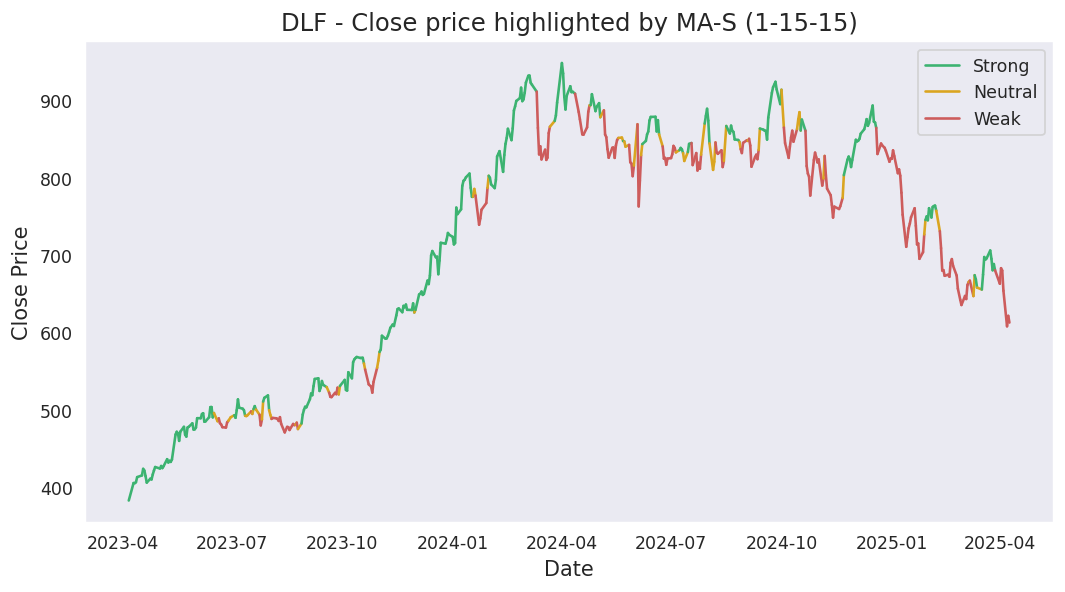 DLF - Close price highlighted by MA-S (1-15-15)
Strong
Neutral
Weak
Close Price
900
800
700
600
500
400
2023-04 2023-07 2023-10 2024-01 2024-04 2024-07 2024-10 2025-01 2025-04
Date